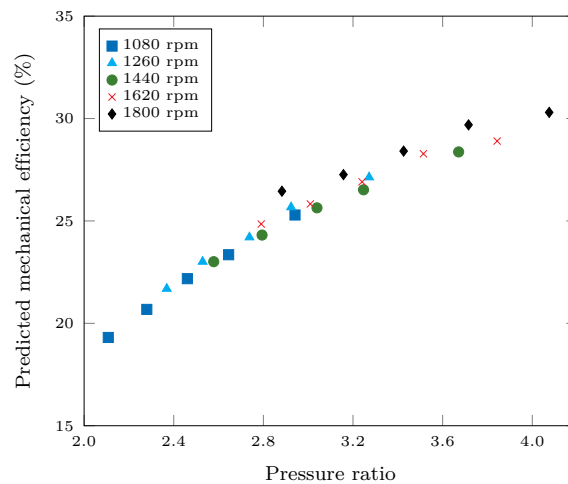 35
30
25
20
15
Predicted mechanical efficiency (%)
1080 rpm
1260 rpm
1440 rpm
1620 rpm
1800 rpm
2.0 2.4 2.8 3.2 3.6 4.0
Pressure ratio